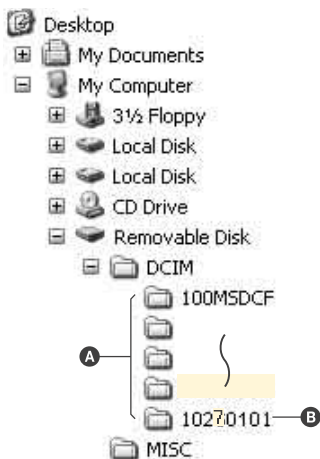 Desktop
My Documents
My Computer
3½ Floppy
Local Disk
Local Disk
CD Drive
Removable Disk
DCIM
100MSDCF
A
10270101
B
MISC